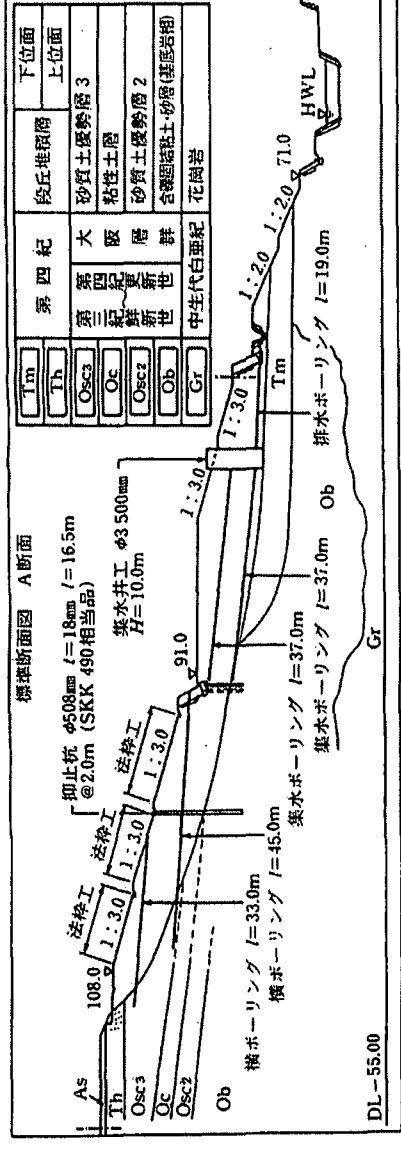 標準断面図 A断面
抑止杭 φ508mm t=18mm l=16.5m
@2.0m (SKK 490相当品)
集水井工 φ3500mm
H=10.0m
Tm 第四紀 段丘堆積層 下位面
Th 上位面
Osc3 第三紀鮮新世~第四紀更新世 大阪層群 砂質土優勢層3
Oc 粘性土層
Osc2 砂質土優勢層2
Ob 含礫固結粘土・砂層(基底岩相)
Gr 中生代白亜紀 花崗岩
法枠工
法枠工
法枠工
1:3.0
1:3.0
1:3.0
108.0
91.0
1:3.0
1:3.0
1:2.0
1:2.0
71.0
HWL
As
Th
Osc3
Oc
Osc2
Ob
Tm
Ob
Gr
横ボーリング l=33.0m
横ボーリング l=45.0m
集水ボーリング l=37.0m
集水ボーリング l=37.0m
排水ボーリング l=19.0m
DL-55.00